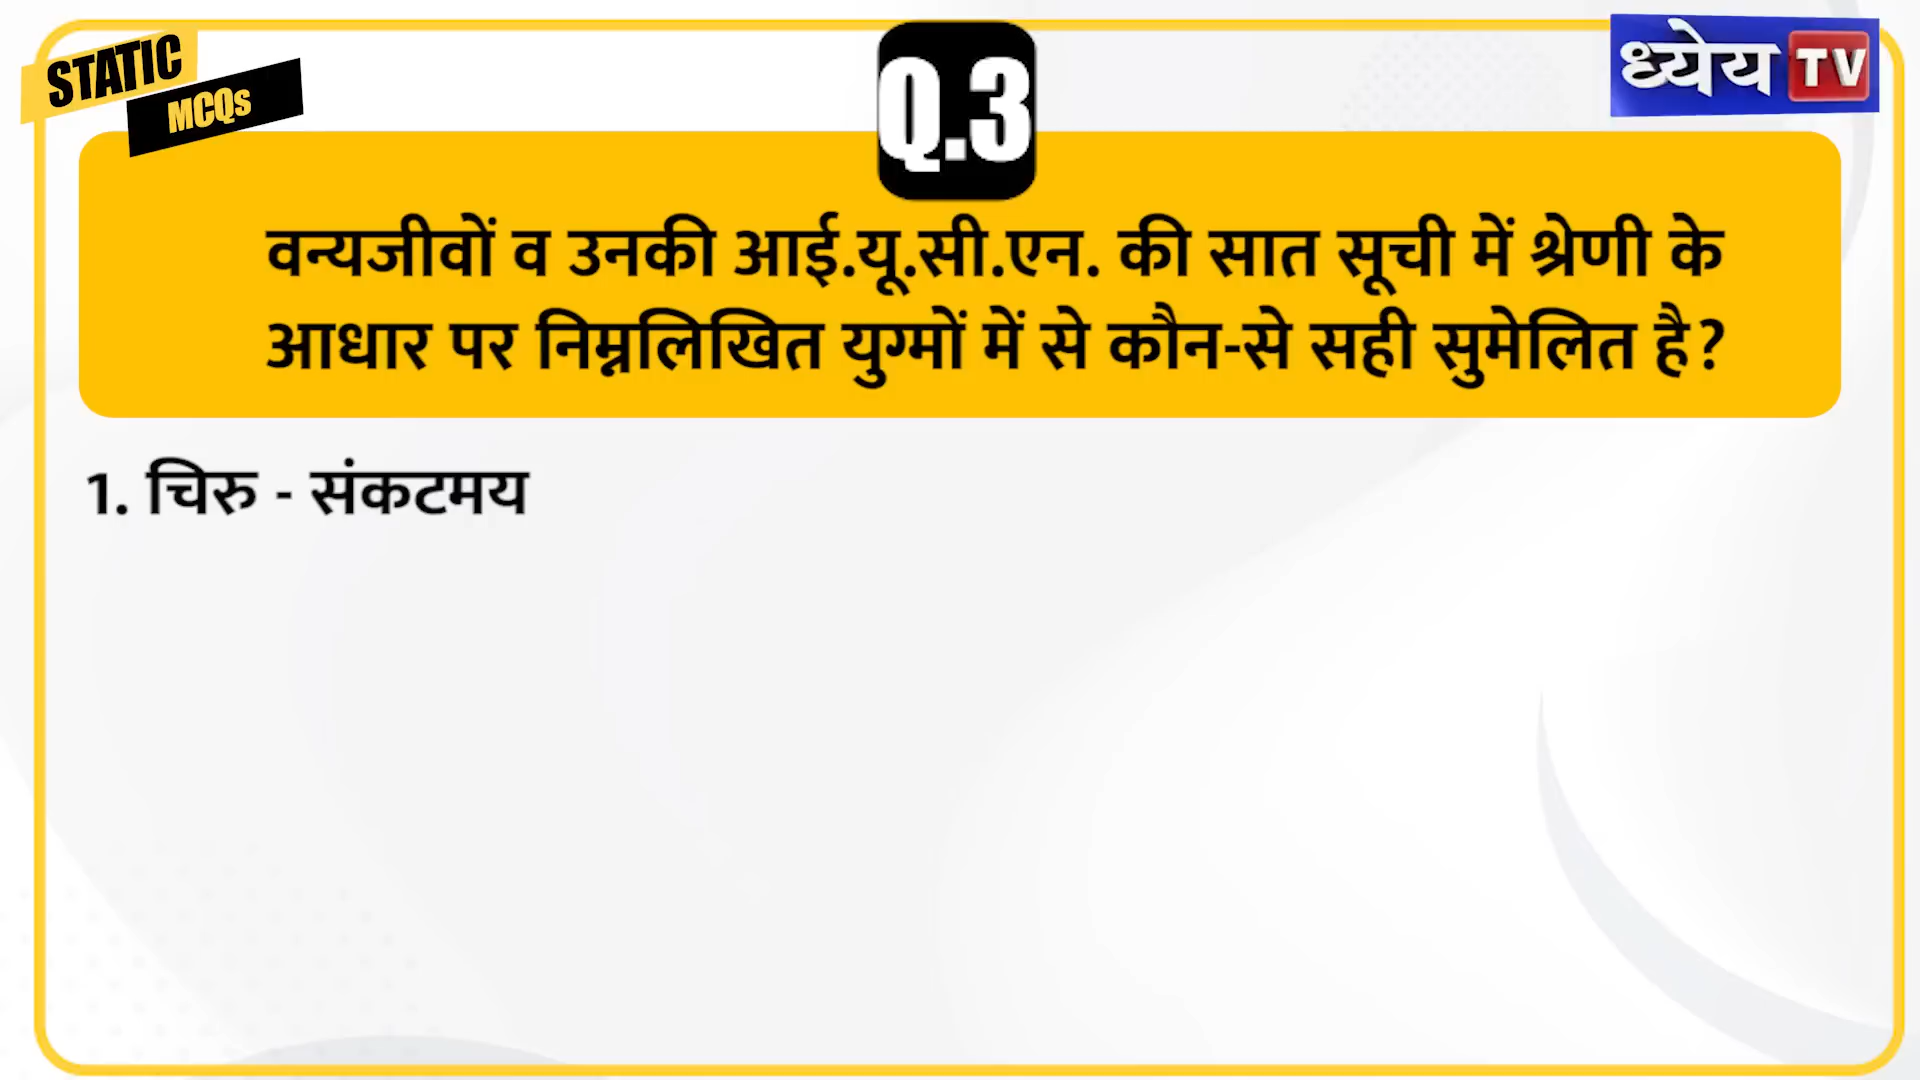 STATIC
MCQs
Q.3
ध्येय TV
वन्यजीवों व उनकी आई.यू.सी.एन. की सात सूची में श्रेणी के
आधार पर निम्नलिखित युग्मों में से कौन-से सही सुमेलित है?
1. चिरु - संकटमय